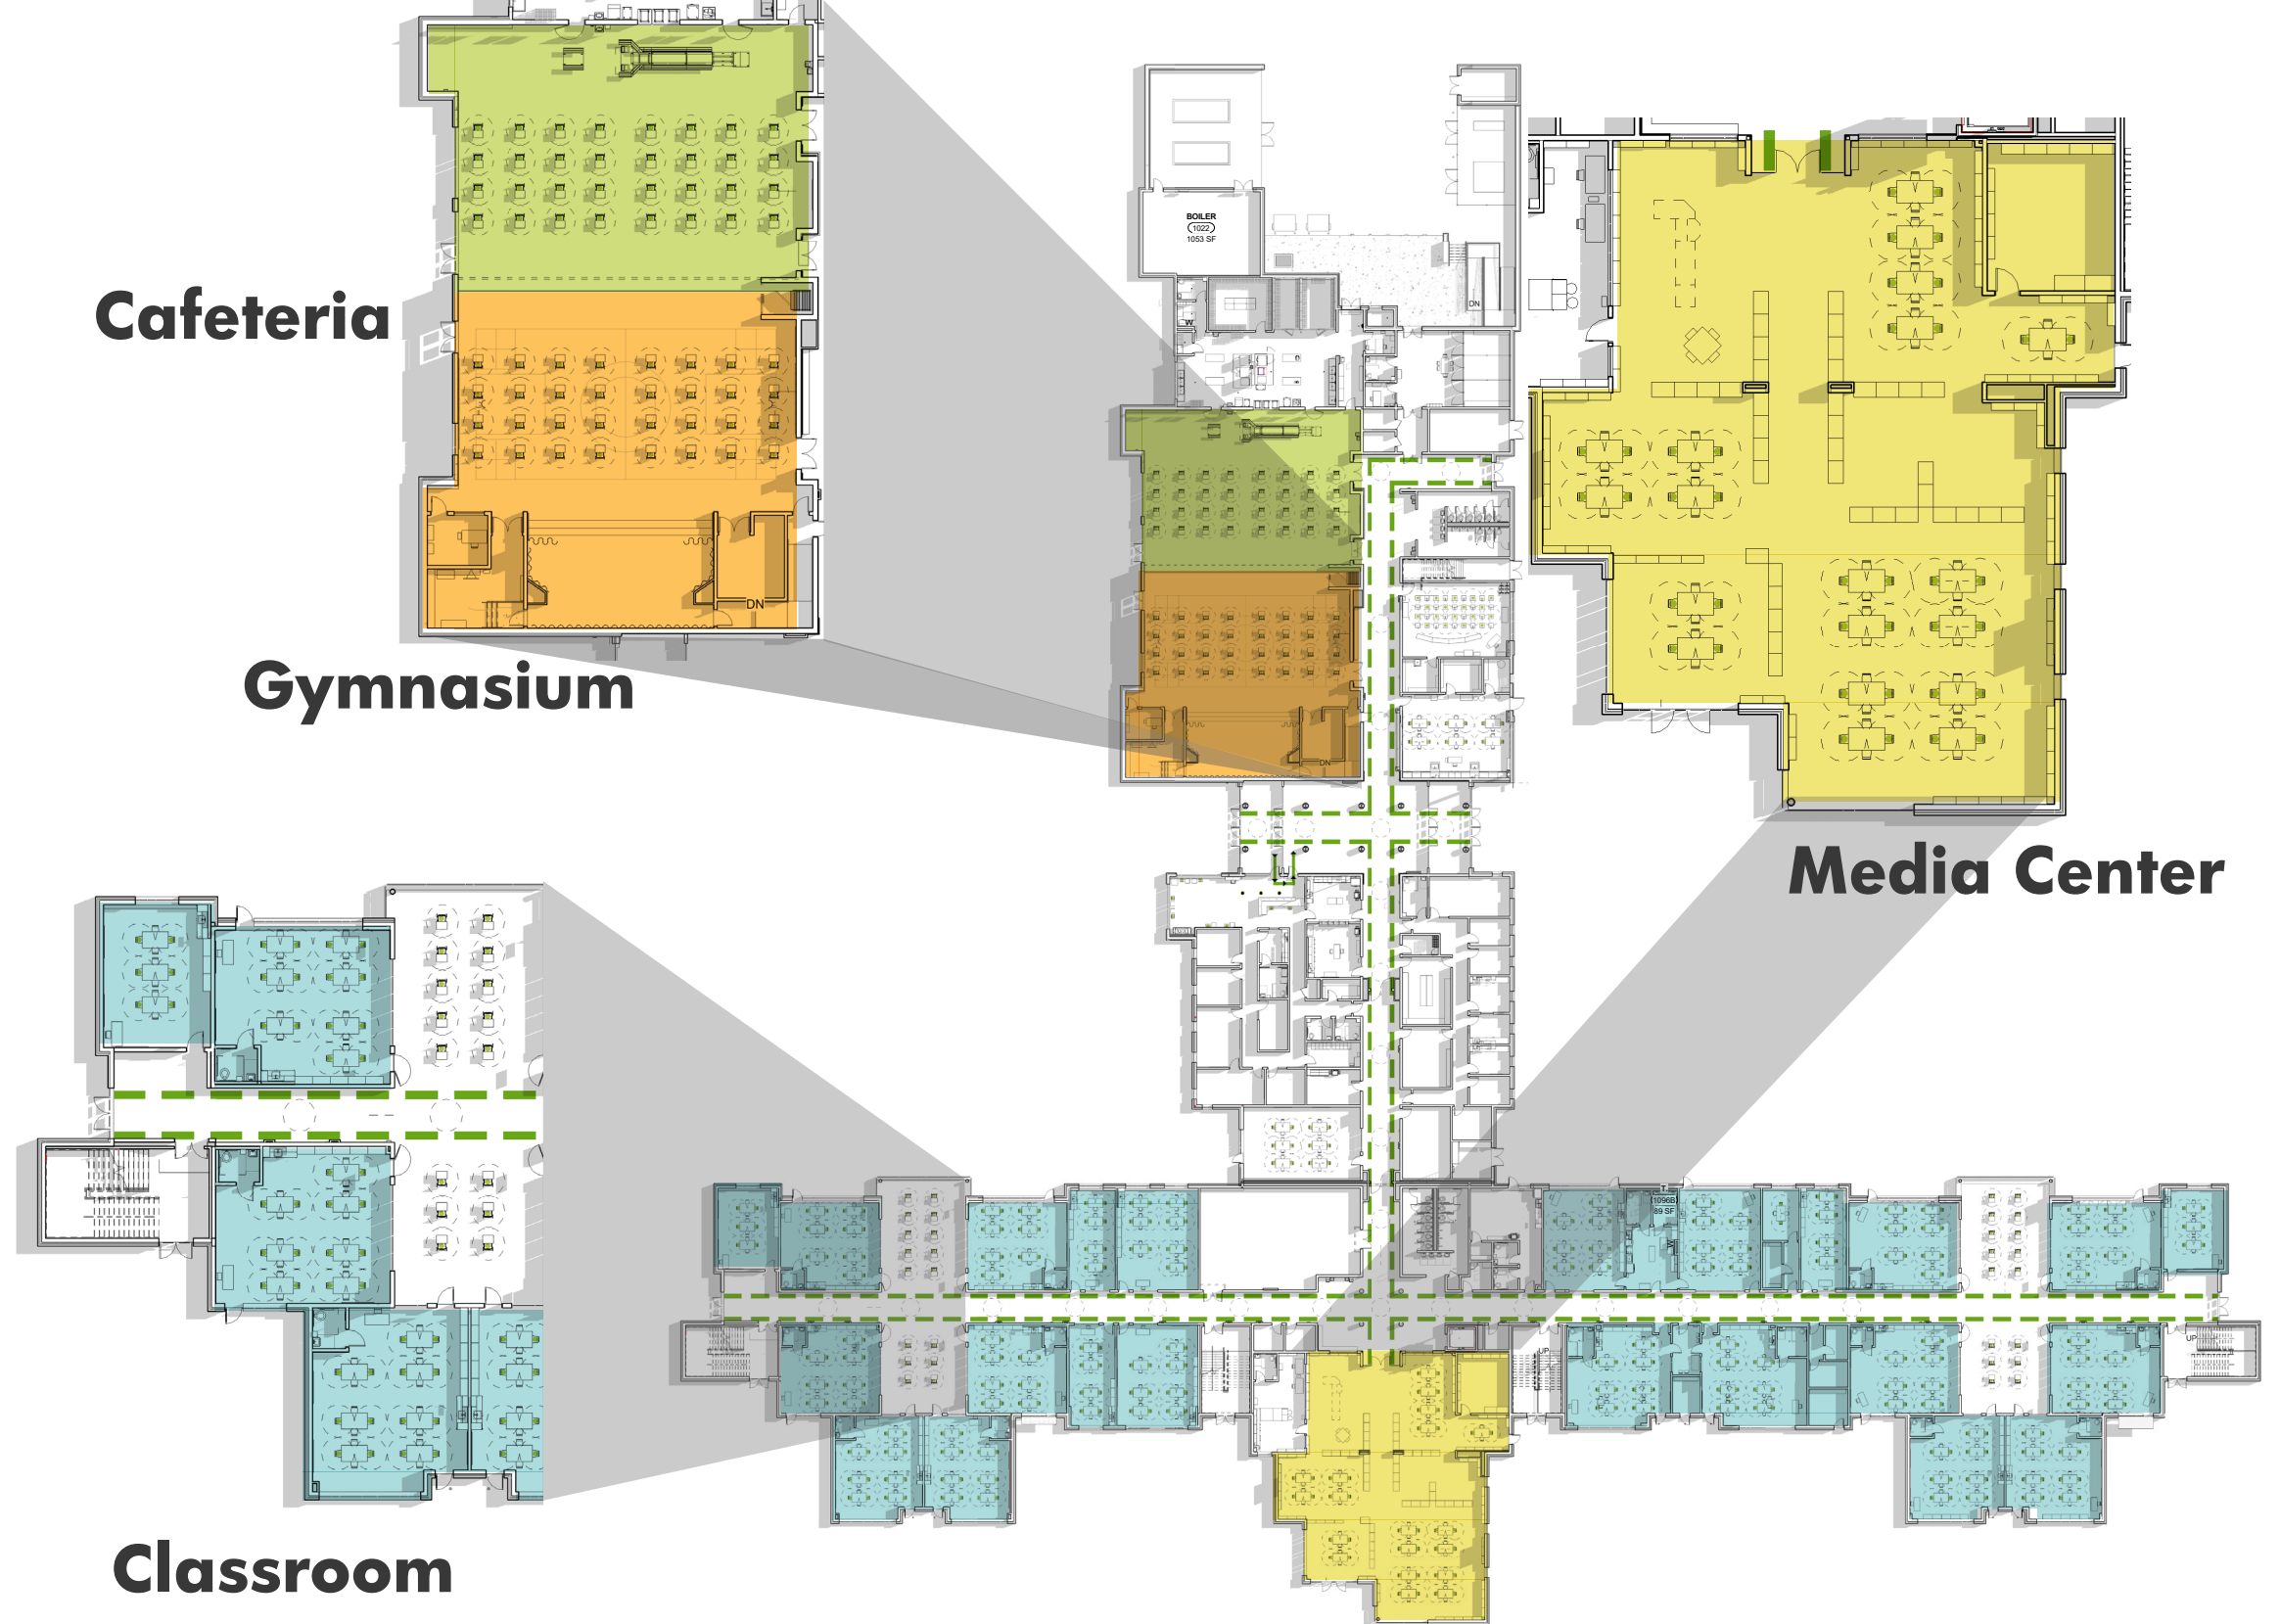 BOILER
1022
1053 SF
DN
Cafeteria
DN
Gymnasium
DN
Media Center
1096B
89 SF
UP
UP
Classroom